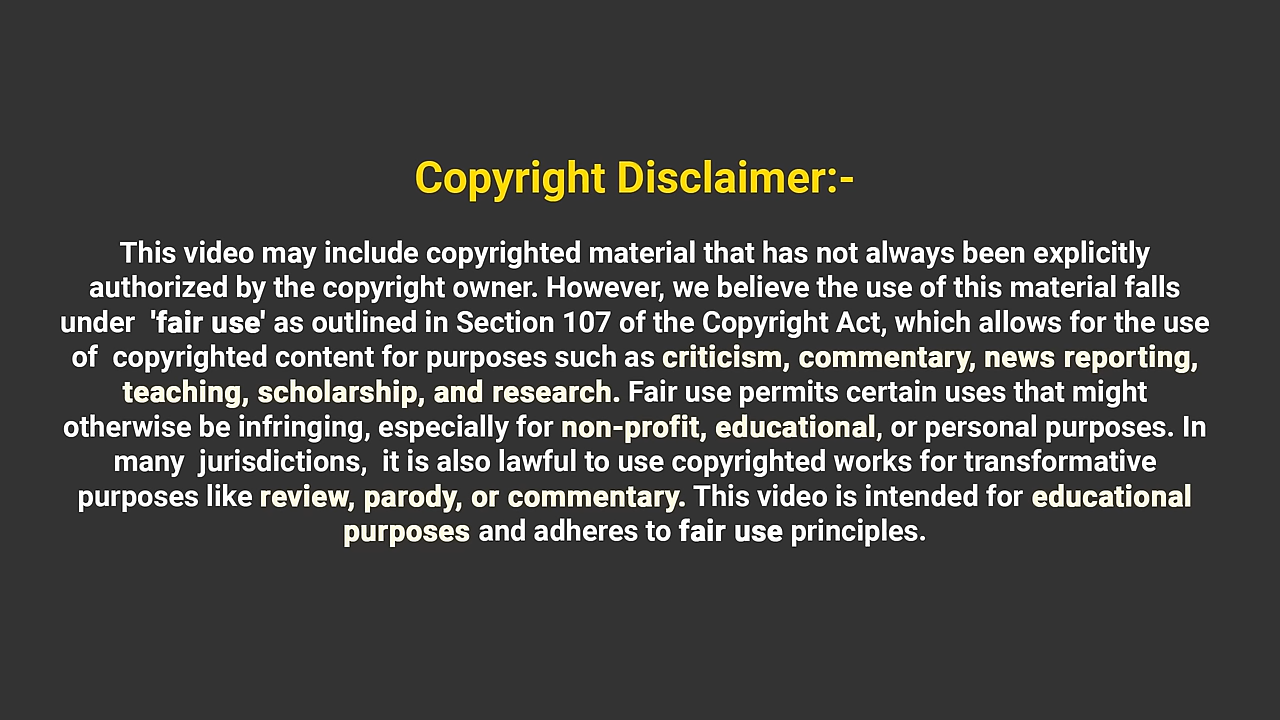 Copyright Disclaimer:-
This video may include copyrighted material that has not always been explicitly
authorized by the copyright owner. However, we believe the use of this material falls
under  'fair use' as outlined in Section 107 of the Copyright Act, which allows for the use
of  copyrighted content for purposes such as criticism, commentary, news reporting,
teaching, scholarship, and research. Fair use permits certain uses that might
otherwise be infringing, especially for non-profit, educational, or personal purposes. In
many  jurisdictions,  it is also lawful to use copyrighted works for transformative
purposes like review, parody, or commentary. This video is intended for educational
purposes and adheres to fair use principles.